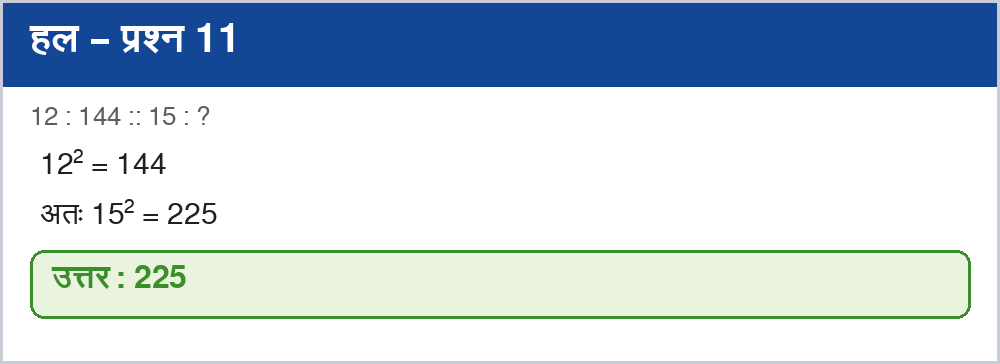 हल – प्रश्न 11
12 : 144 :: 15 : ?
12² = 144
अतः 15² = 225
उत्तर : 225